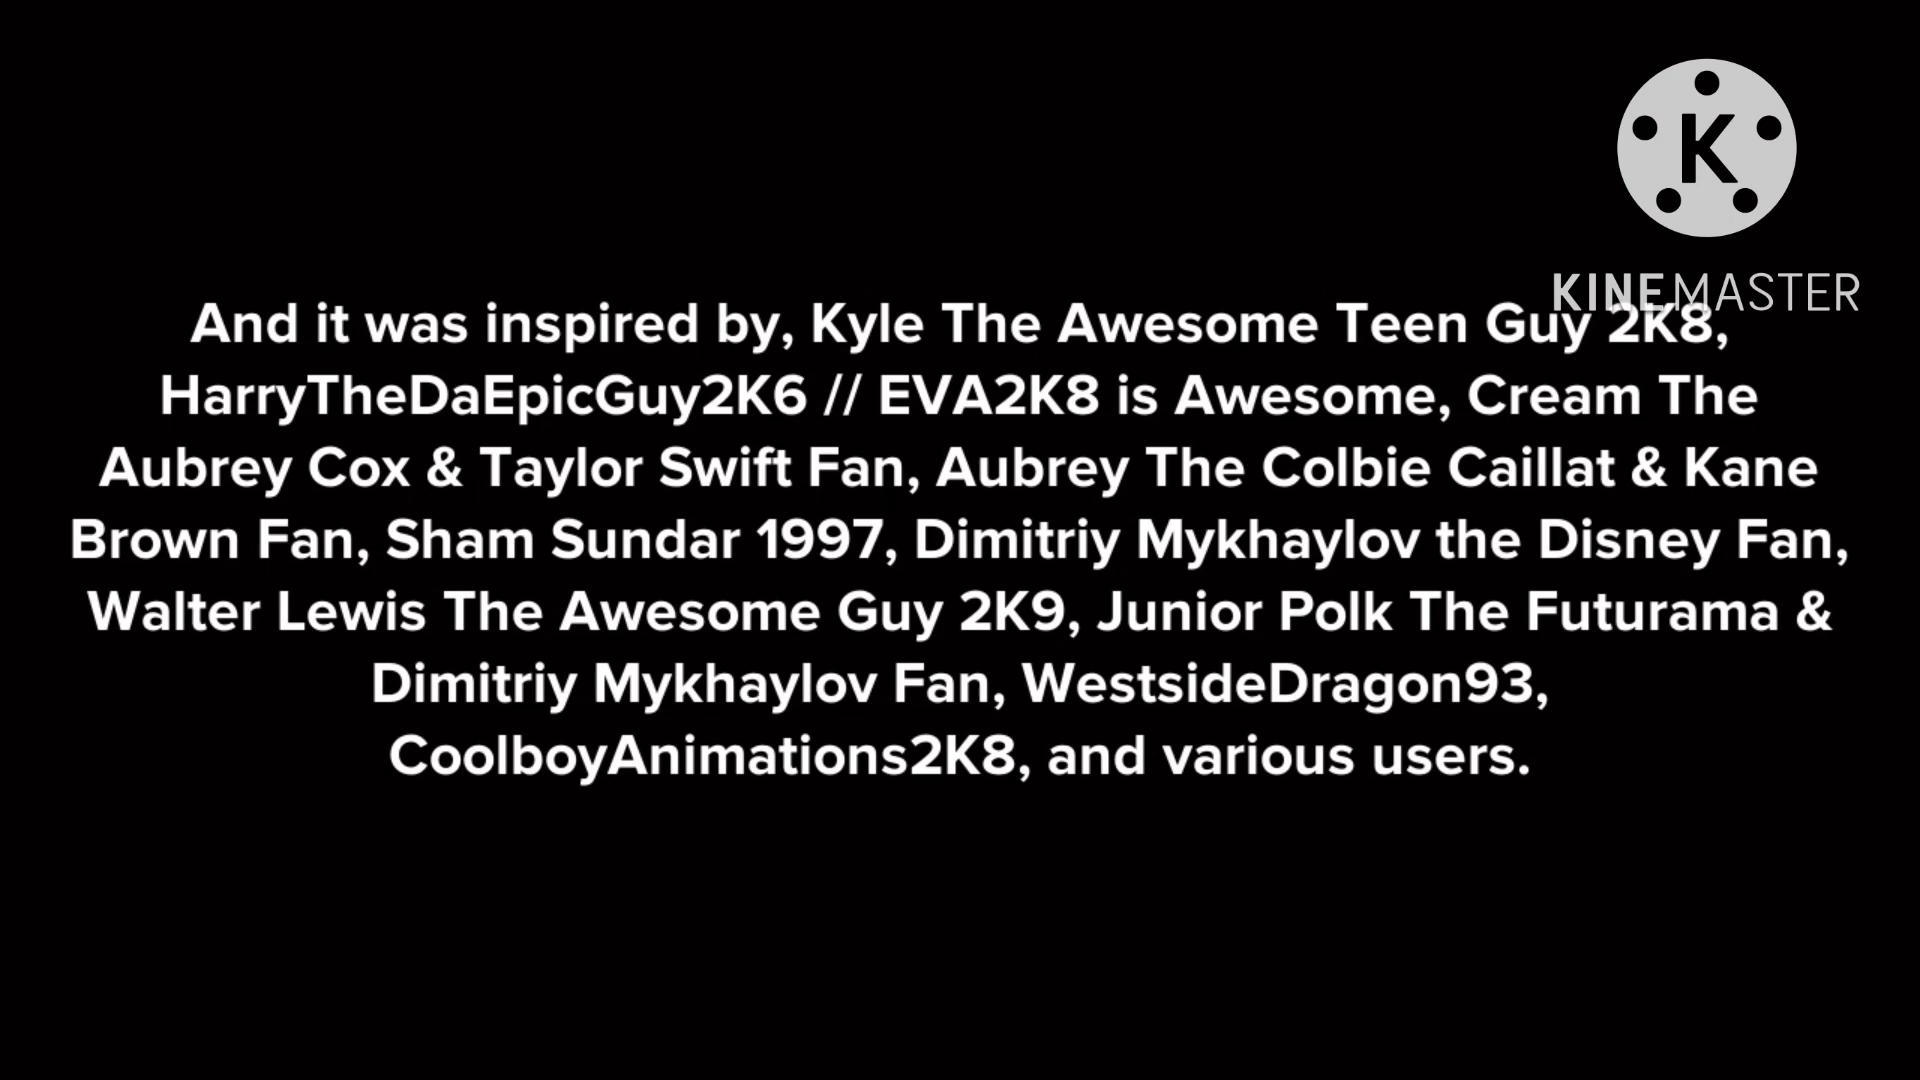 K
KINEMASTER
And it was inspired by, Kyle The Awesome Teen Guy 2K8,
HarryTheDaEpicGuy2K6 // EVA2K8 is Awesome, Cream The
Aubrey Cox & Taylor Swift Fan, Aubrey The Colbie Caillat & Kane
Brown Fan, Sham Sundar 1997, Dimitriy Mykhaylov the Disney Fan,
Walter Lewis The Awesome Guy 2K9, Junior Polk The Futurama &
Dimitriy Mykhaylov Fan, WestsideDragon93,
CoolboyAnimations2K8, and various users.